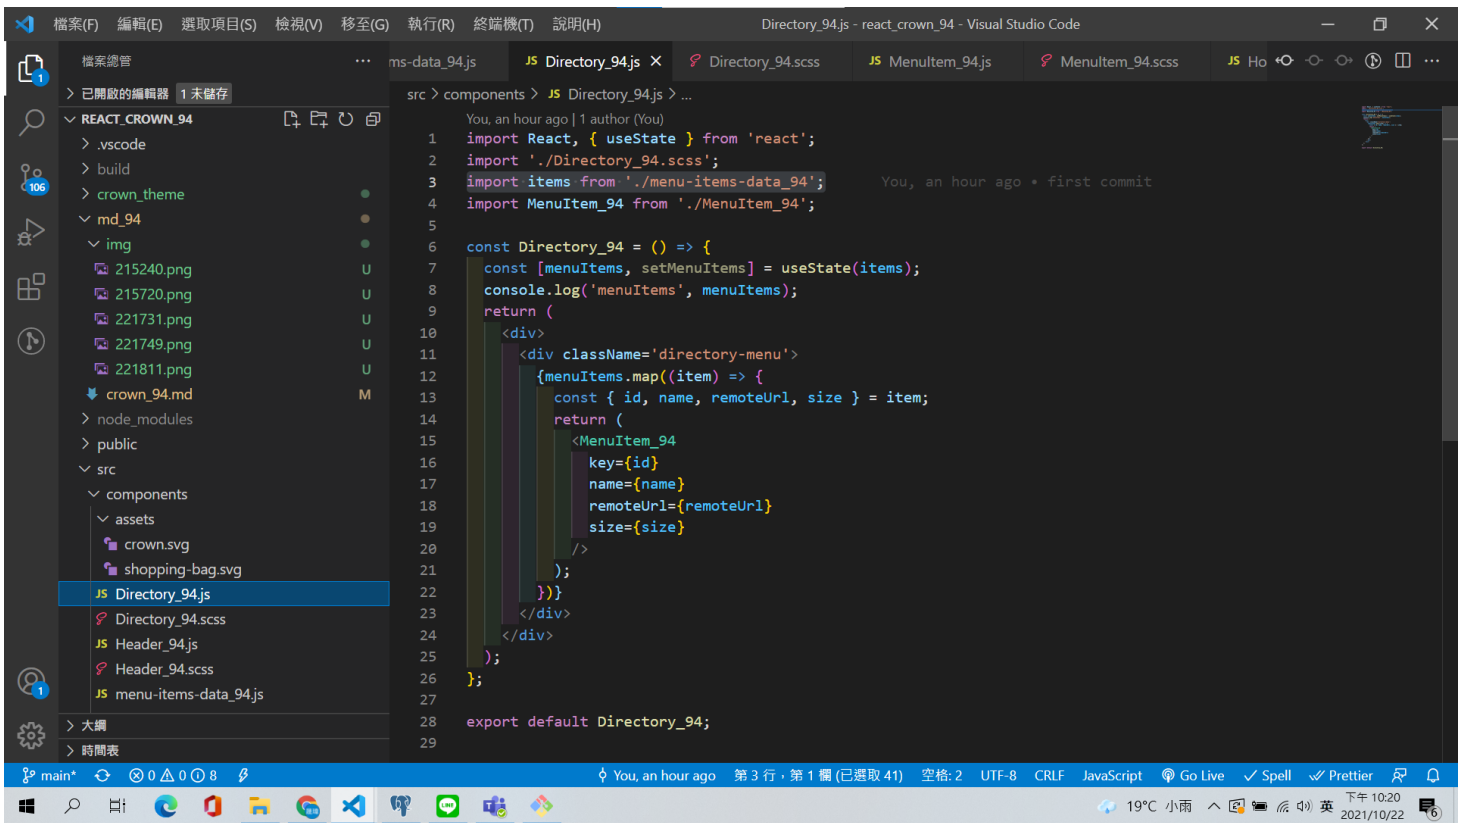 檔案(F) 編輯(E) 選取項目(S) 檢視(V) 移至(G) 執行(R) 終端機(T) 說明(H) Directory_94.js - react_crown_94 - Visual Studio Code
檔案總管
ms-data_94.js JS Directory_94.js Directory_94.scss JS MenuItem_94.js MenuItem_94.scss JS Ho
已開啟的編輯器 1 未儲存
src > components > JS Directory_94.js > ...
REACT_CROWN_94
.vscode
build
crown_theme
md_94
img
215240.png U
215720.png U
221731.png U
221749.png U
221811.png U
crown_94.md M
node_modules
public
src
components
assets
crown.svg
shopping-bag.svg
JS Directory_94.js
Directory_94.scss
JS Header_94.js
Header_94.scss
JS menu-items-data_94.js
大綱
時間表
1
106
1
You, an hour ago | 1 author (You)
1 import React, { useState } from 'react';
2 import './Directory_94.scss';
3 import items from './menu-items-data_94'; You, an hour ago • first commit
4 import MenuItem_94 from './MenuItem_94';
5
6 const Directory_94 = () => {
7 const [menuItems, setMenuItems] = useState(items);
8 console.log('menuItems', menuItems);
9 return (
10 <div>
11 <div className='directory-menu'>
12 {menuItems.map((item) => {
13 const { id, name, remoteUrl, size } = item;
14 return (
15 <MenuItem_94
16 key={id}
17 name={name}
18 remoteUrl={remoteUrl}
19 size={size}
20 />
21 );
22 })}
23 </div>
24 </div>
25 );
26 };
27
28 export default Directory_94;
29
main* 0 0 8 You, an hour ago 第 3 行，第 1 欄 (已選取 41) 空格: 2 UTF-8 CRLF JavaScript Go Live Spell Prettier
19°C 小雨 英 下午 10:20
2021/10/22 6